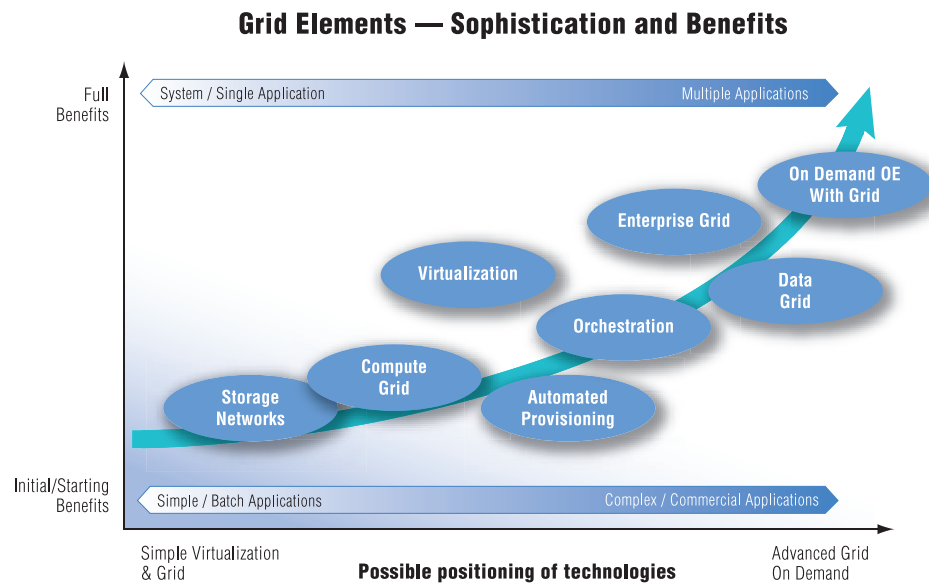 Grid Elements — Sophistication and Benefits
Full
Benefits
System / Single Application
Multiple Applications
On Demand OE
With Grid
Enterprise Grid
Virtualization
Data
Grid
Orchestration
Compute
Grid
Storage
Networks
Automated
Provisioning
Initial/Starting
Benefits
Simple / Batch Applications
Complex / Commercial Applications
Simple Virtualization
& Grid
Possible positioning of technologies
Advanced Grid
On Demand